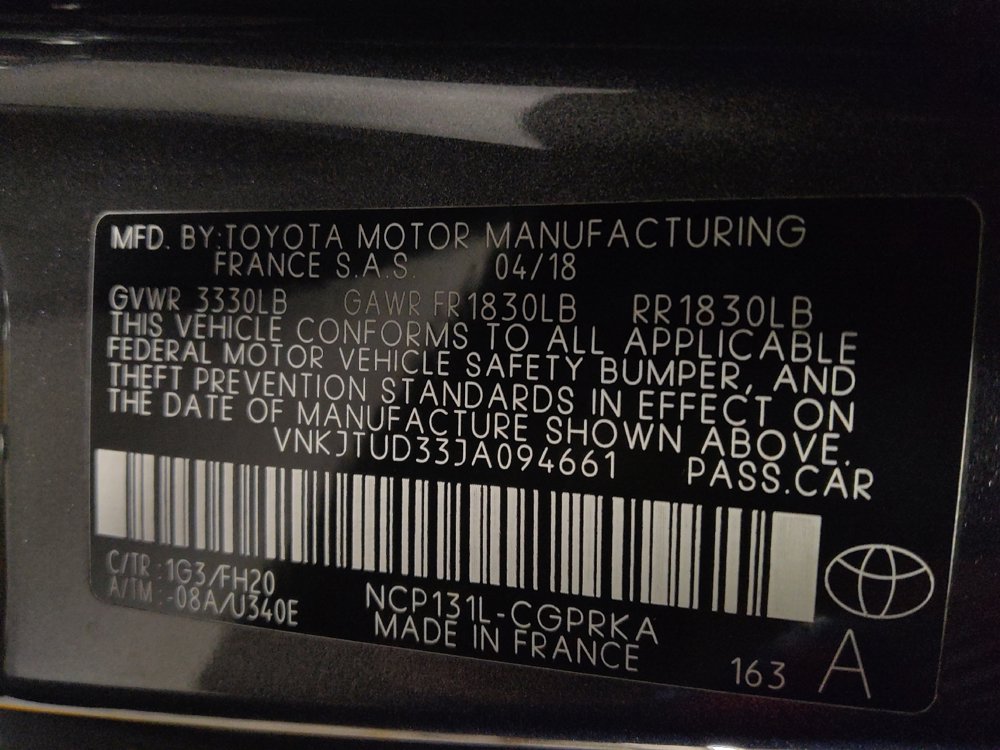 MFD. BY:TOYOTA MOTOR MANUFACTURING
FRANCE S.A.S. 04/18
GVWR 3330LB GAWR FR1830LB RR1830LB
THIS VEHICLE CONFORMS TO ALL APPLICABLE
FEDERAL MOTOR VEHICLE SAFETY BUMPER, AND
THEFT PREVENTION STANDARDS IN EFFECT ON
THE DATE OF MANUFACTURE SHOWN ABOVE.
VNKJTUD33JA094661 PASS.CAR
C/TR :1G3/FH20
A/TM :-08A/U340E
NCP131L-CGPRKA
MADE IN FRANCE
163 A